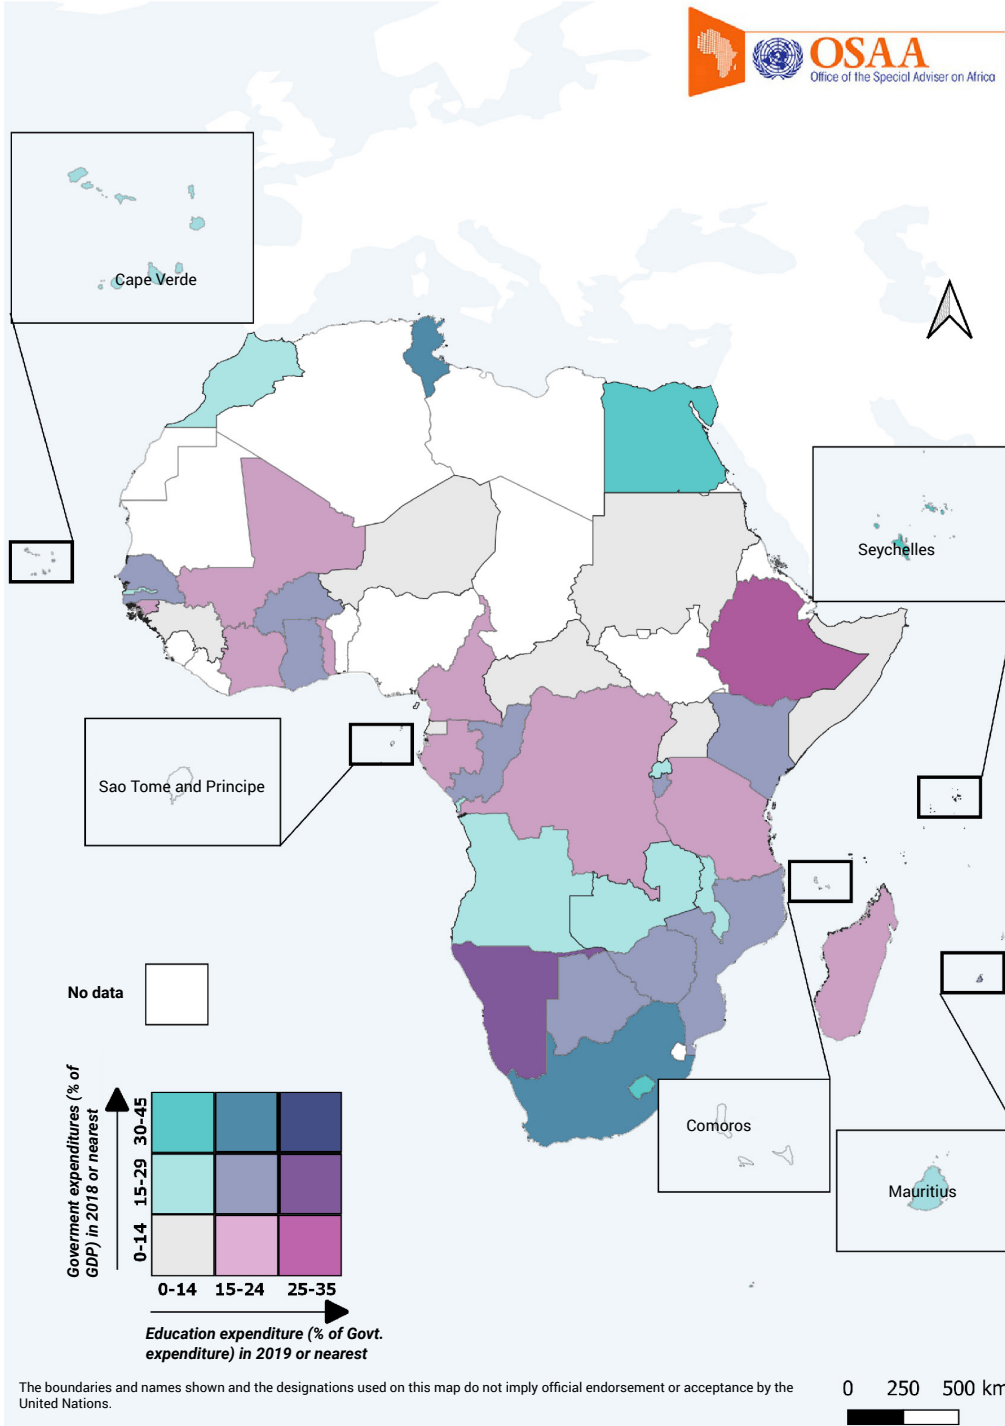 OSAA
Office of the Special Adviser on Africa
Cape Verde
Seychelles
Sao Tome and Principe
No data
Comoros
Mauritius
Goverment expenditures (% of
GDP) in 2018 or nearest
30-45
15-29
0-14
0-14 15-24 25-35
Education expenditure (% of Govt.
expenditure) in 2019 or nearest
The boundaries and names shown and the designations used on this map do not imply official endorsement or acceptance by the
United Nations.
0 250 500 km